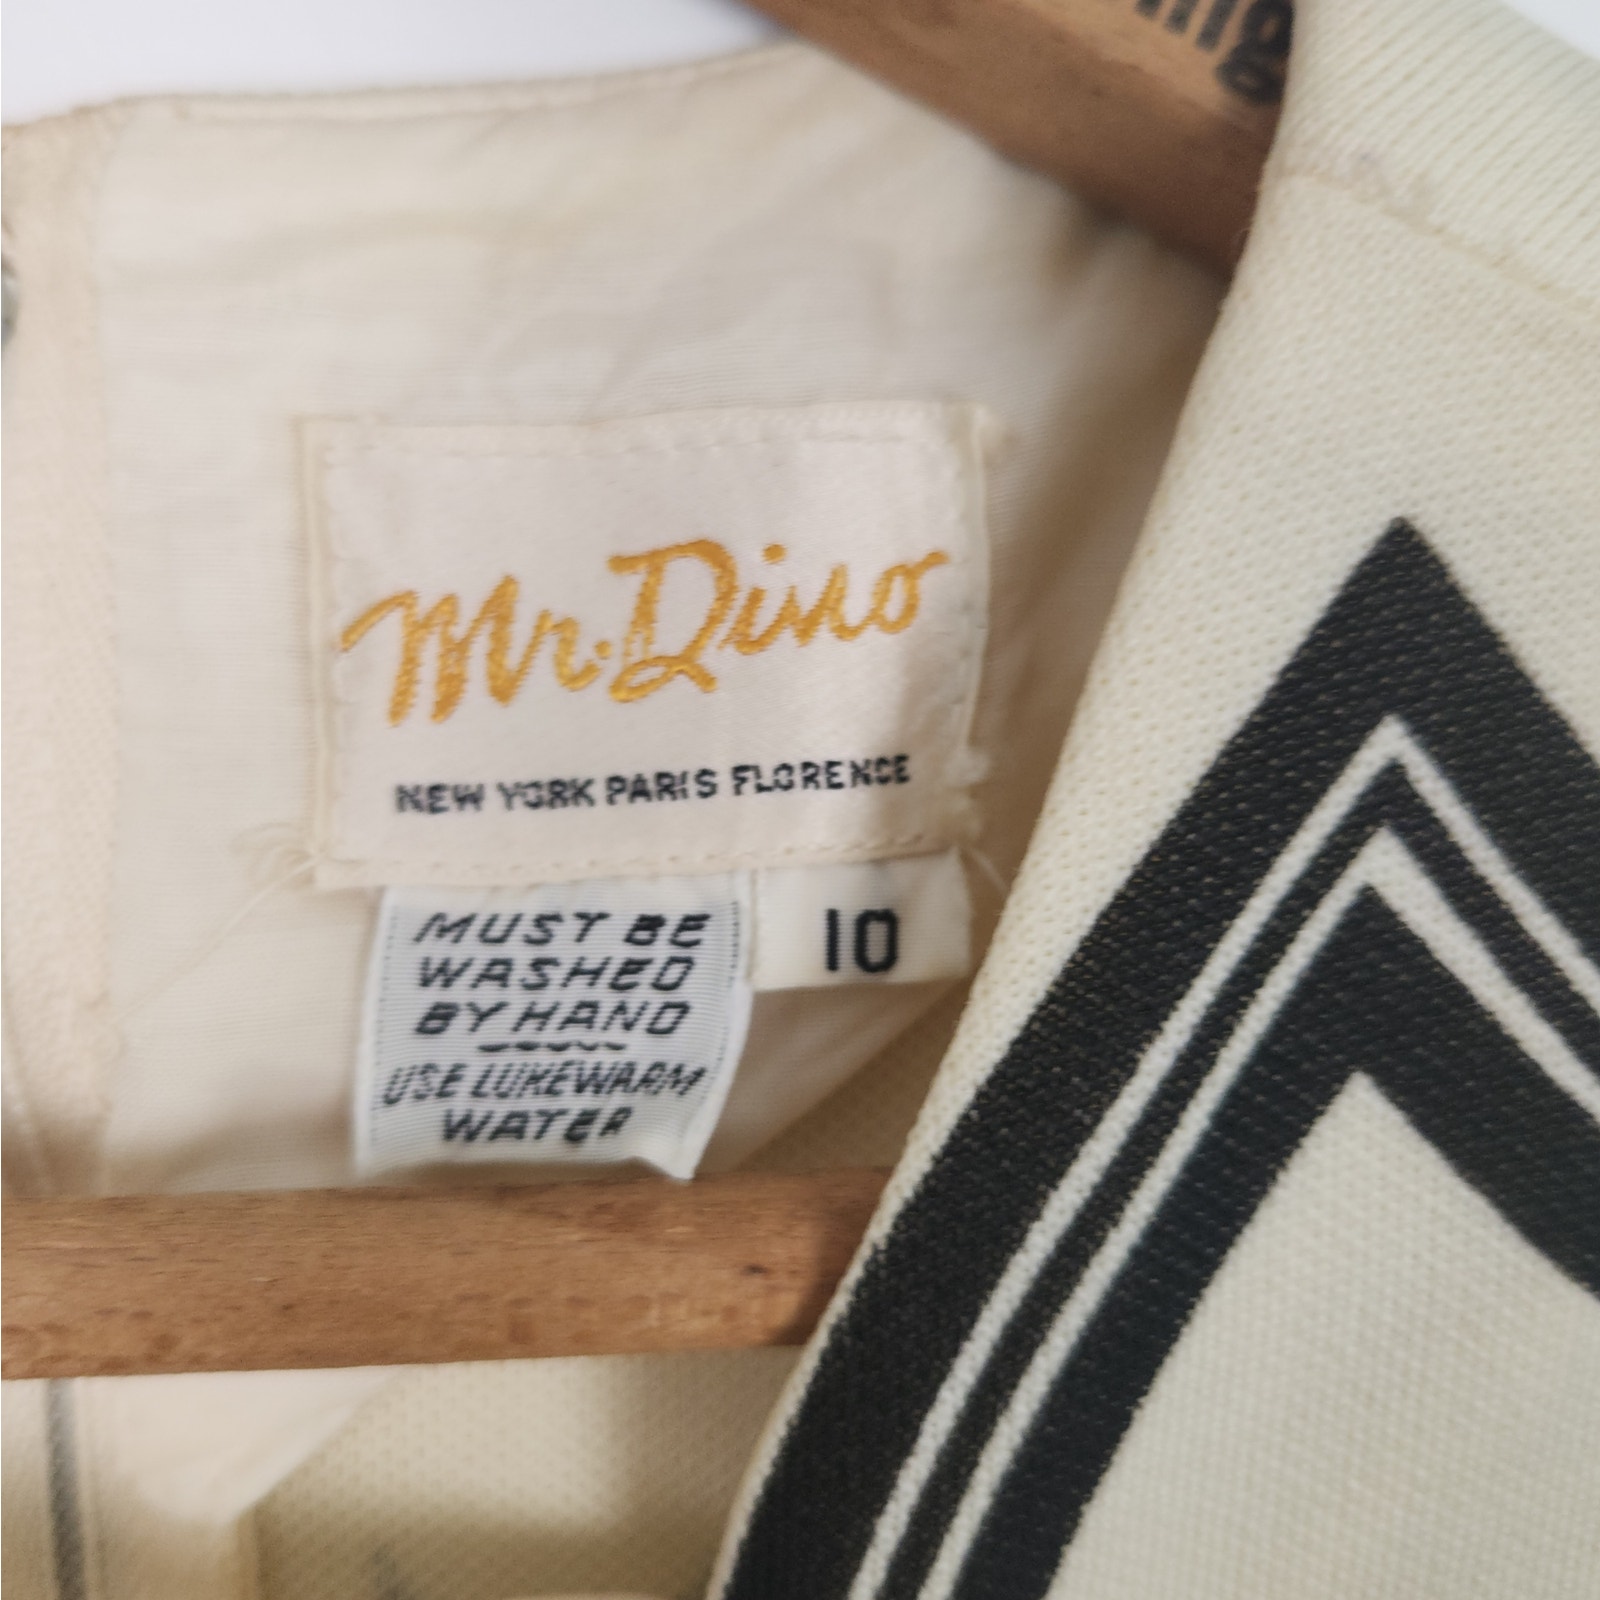 Mr. Dino
NEW YORK PARIS FLORENCE
10
MUST BE
WASHED
BY HAND
USE LUKEWARM
WATER